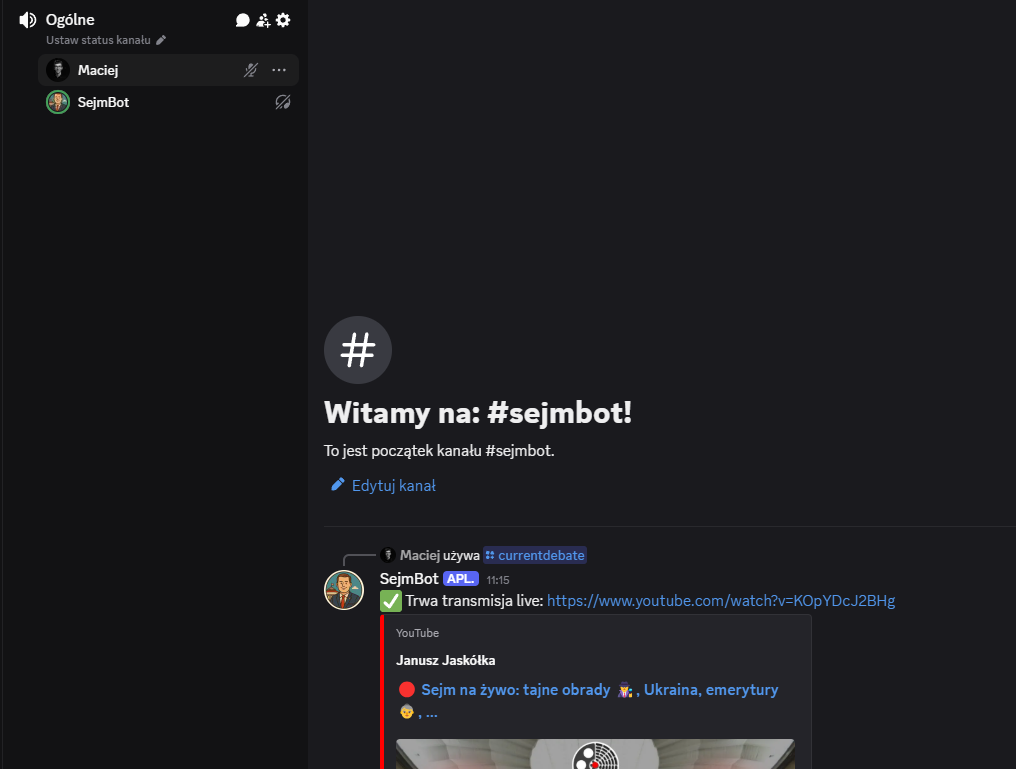 Ogólne
Ustaw status kanału
Maciej
SejmBot
Witamy na: #sejmbot!
To jest początek kanału #sejmbot.
Edytuj kanał
Maciej używa currentdebate
SejmBot APL. 11:15
✅ Trwa transmisja live: https://www.youtube.com/watch?v=KOpYDcJ2BHg
YouTube
Janusz Jaskółka
🔴 Sejm na żywo: tajne obrady 🕵️‍♀️, Ukraina, emerytury
👵, ...